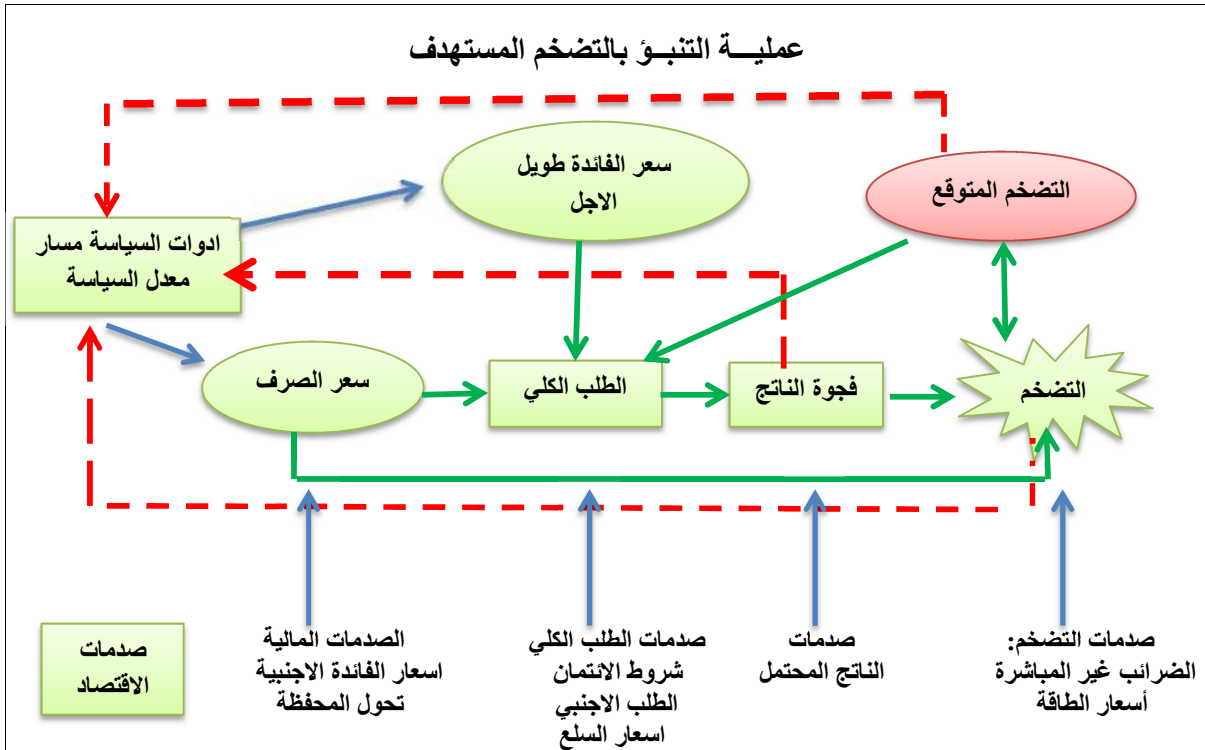 عمليـــة التنبــؤ بالتضخم المستهدف
سعر الفائدة طويل
الاجل
التضخم المتوقع
ادوات السياسة مسار
معدل السياسة
سعر الصرف
الطلب الكلي
فجوة الناتج
التضخم
صدمات التضخم:
الضرائب غير المباشرة
أسعار الطاقة
صدمات
الناتج المحتمل
صدمات الطلب الكلي
شروط الائتمان
الطلب الاجنبي
اسعار السلع
الصدمات المالية
اسعار الفائدة الاجنبية
تحول المحفظة
صدمات
الاقتصاد